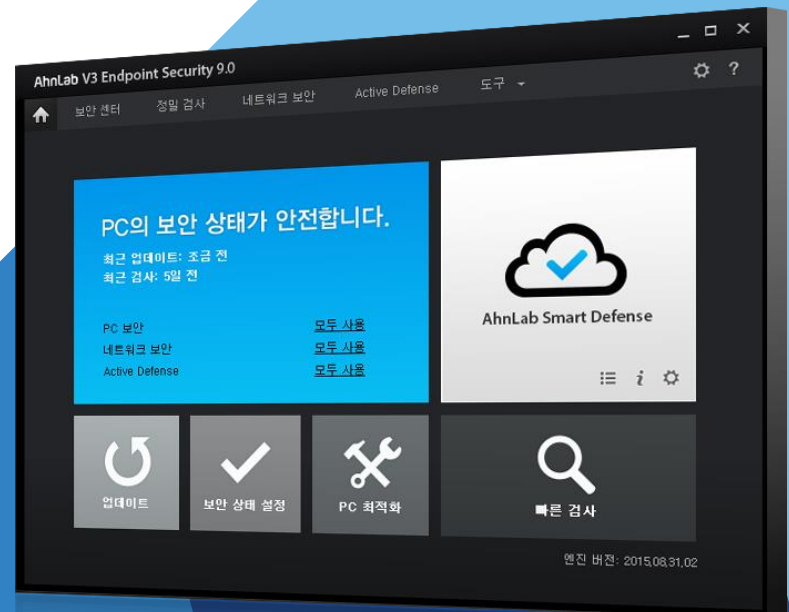 AhnLab V3 Endpoint Security 9.0
보안 센터 정밀 검사 네트워크 보안 Active Defense 도구
PC의 보안 상태가 안전합니다.
최근 업데이트: 조금 전
최근 검사: 5일 전
PC 보안 모두 사용
네트워크 보안 모두 사용
Active Defense 모두 사용
AhnLab Smart Defense
업데이트
보안 상태 설정
PC 최적화
빠른 검사
엔진 버전: 2015.08.31.02